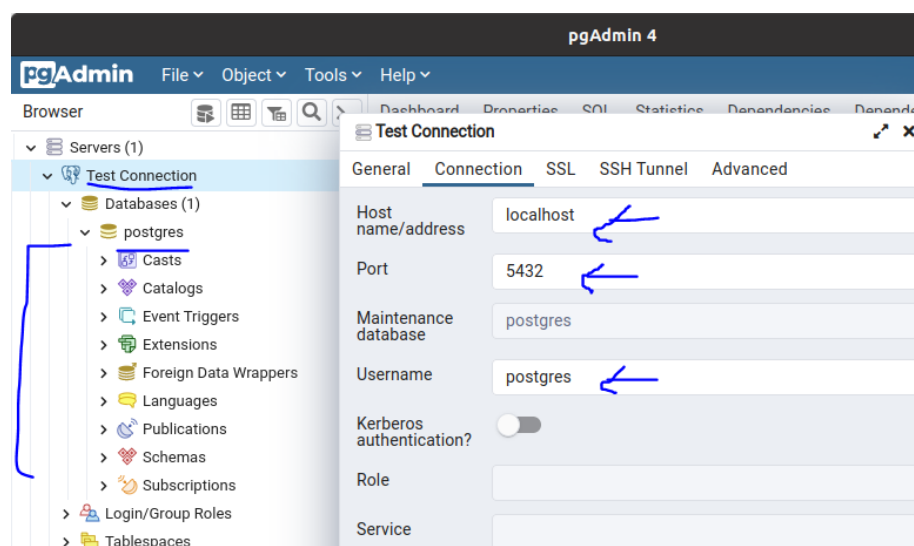 pgAdmin 4
pgAdmin File Object Tools Help
Browser
Dashboard Properties SQL Statistics Dependencies
Servers (1)
Test Connection
Databases (1)
postgres
Casts
Catalogs
Event Triggers
Extensions
Foreign Data Wrappers
Languages
Publications
Schemas
Subscriptions
Login/Group Roles
Tablespaces
Test Connection
General Connection SSL SSH Tunnel Advanced
Host
name/address
localhost
Port
5432
Maintenance
database
postgres
Username
postgres
Kerberos
authentication?
Role
Service